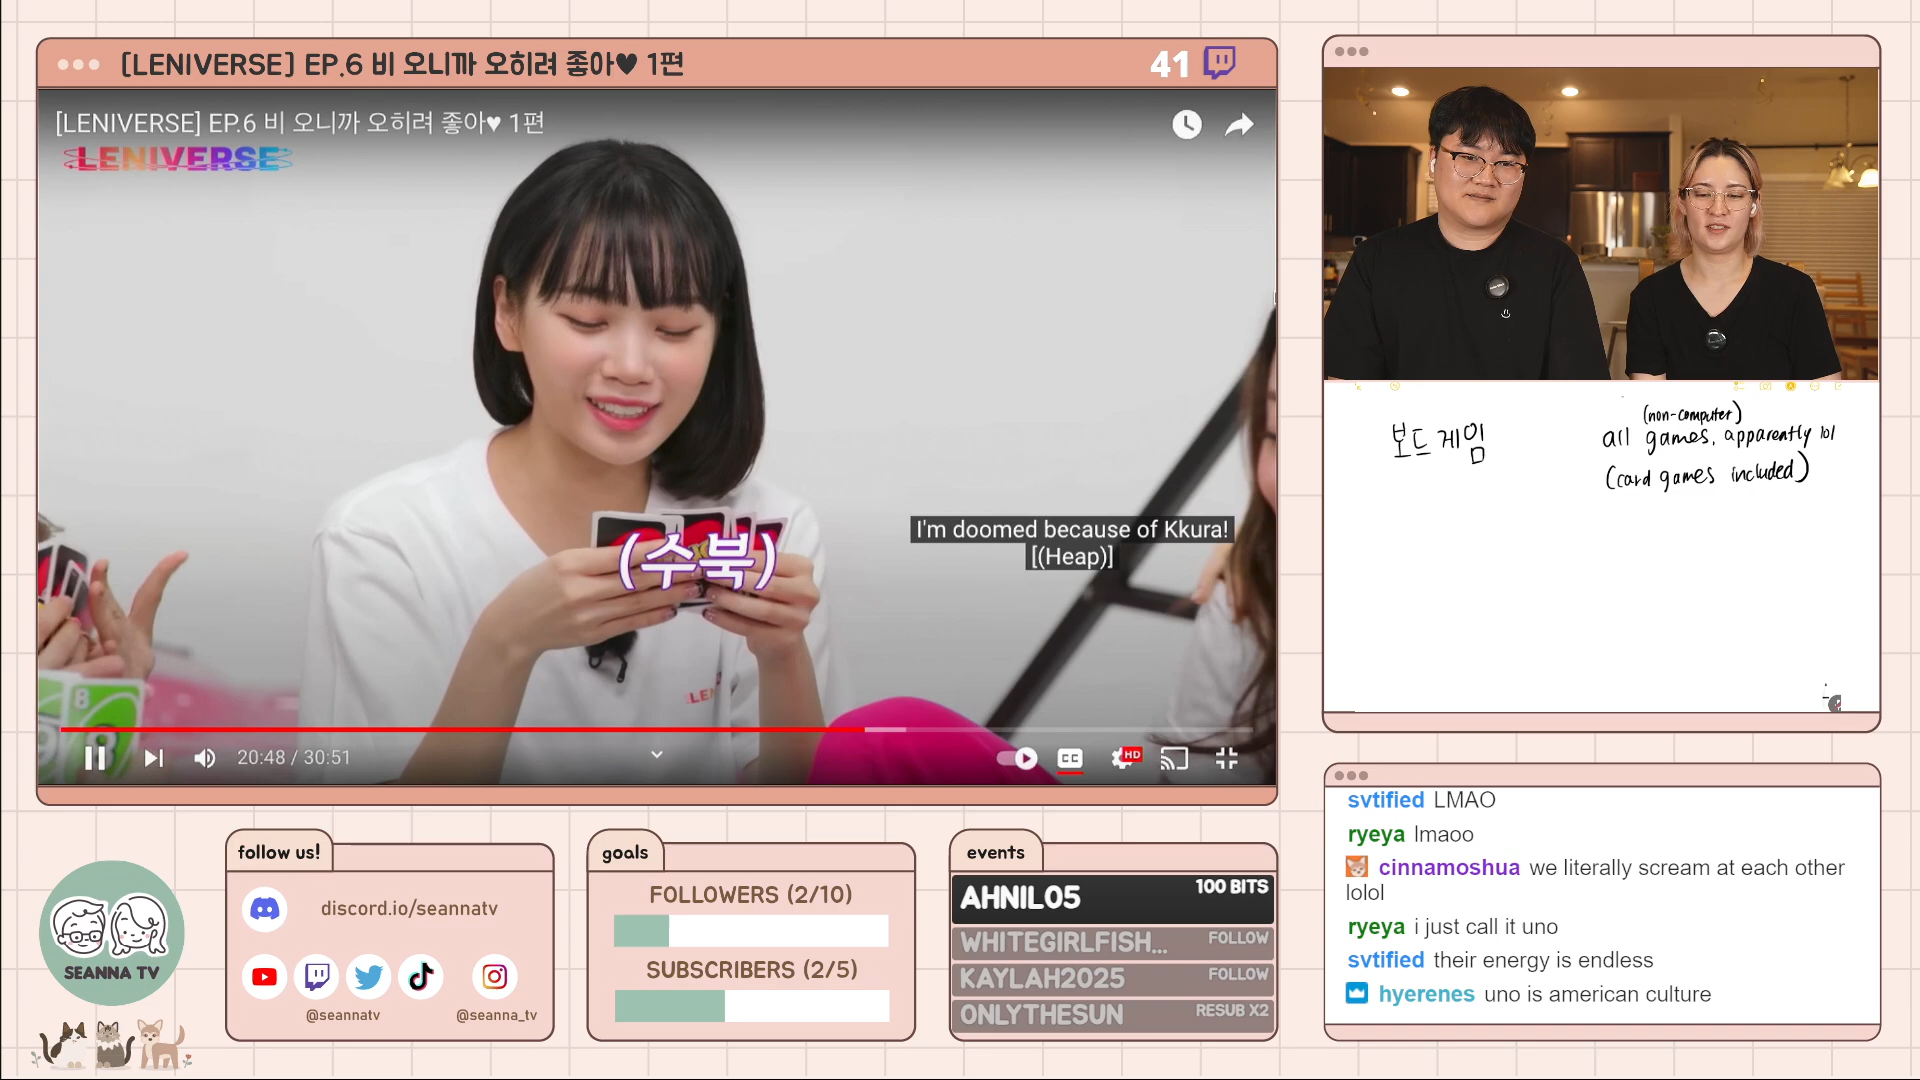 [LENIVERSE] EP.6 비 오니까 오히려 좋아♥ 1편
41
[LENIVERSE] EP.6 비 오니까 오히려 좋아♥ 1편
LENIVERSE
I'm doomed because of Kkura!
[(Heap)]
(수북)
8
20:48 / 30:51
CC
HD
(non-computer)
보드게임
all games, apparently lol
(card games included)
svtified LMAO
ryeya lmaoo
cinnamoshua we literally scream at each other
lolol
ryeya i just call it uno
svtified their energy is endless
hyerenes uno is american culture
follow us!
discord.io/seannatv
@seannatv
@seanna_tv
SEANNA TV
goals
FOLLOWERS (2/10)
SUBSCRIBERS (2/5)
events
AHNIL05 100 BITS
WHITEGIRLFISH... FOLLOW
KAYLAH2025 FOLLOW
ONLYTHESUN RESUB X2